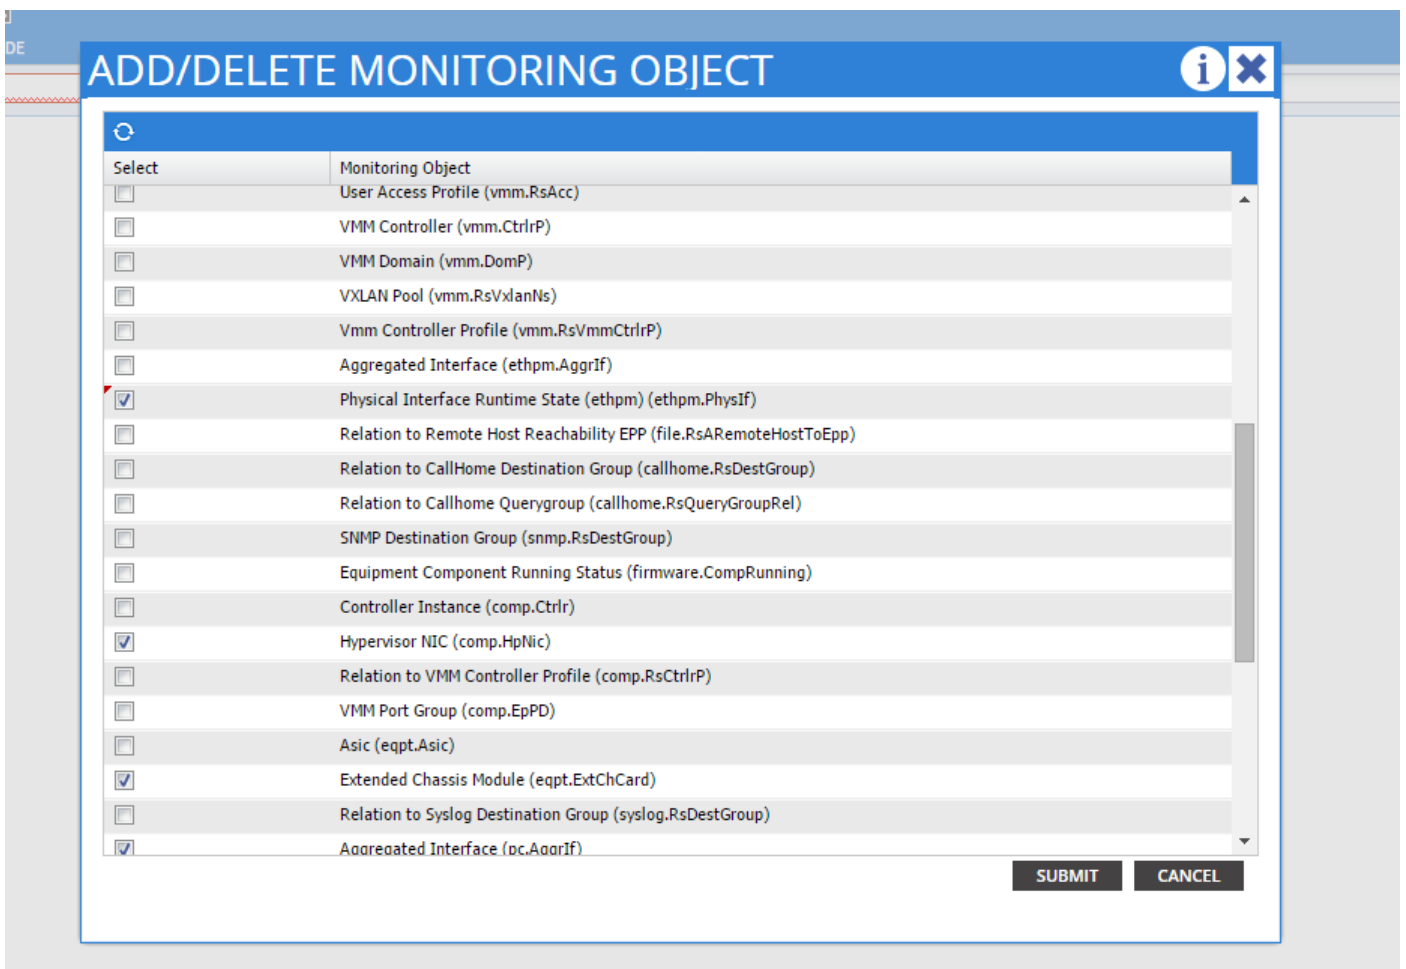 DE
ADD/DELETE MONITORING OBJECT
Select Monitoring Object
User Access Profile (vmm.RsAcc)
VMM Controller (vmm.CtrlrP)
VMM Domain (vmm.DomP)
VXLAN Pool (vmm.RsVxlanNs)
Vmm Controller Profile (vmm.RsVmmCtrlrP)
Aggregated Interface (ethpm.AggrIf)
Physical Interface Runtime State (ethpm) (ethpm.PhysIf)
Relation to Remote Host Reachability EPP (file.RsARemoteHostToEpp)
Relation to CallHome Destination Group (callhome.RsDestGroup)
Relation to Callhome Querygroup (callhome.RsQueryGroupRel)
SNMP Destination Group (snmp.RsDestGroup)
Equipment Component Running Status (firmware.CompRunning)
Controller Instance (comp.Ctrlr)
Hypervisor NIC (comp.HpNic)
Relation to VMM Controller Profile (comp.RsCtrlrP)
VMM Port Group (comp.EpPD)
Asic (eqpt.Asic)
Extended Chassis Module (eqpt.ExtChCard)
Relation to Syslog Destination Group (syslog.RsDestGroup)
Aggregated Interface (pc.AggrIf)
SUBMIT CANCEL